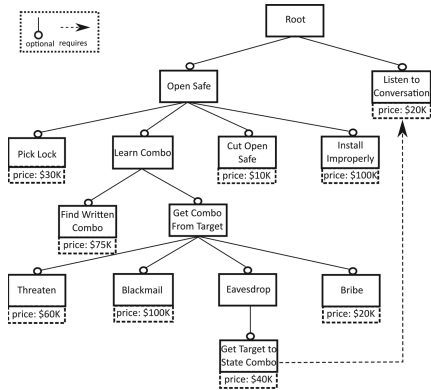 Root
optional requires
Open Safe
Listen to
Conversation
price: $20K
Pick Lock
price: $30K
Learn Combo
Cut Open
Safe
price: $10K
Install
Improperly
price: $100K
Find Written
Combo
price: $75K
Get Combo
From Target
Threaten
price: $60K
Blackmail
price: $100K
Eavesdrop
Bribe
price: $20K
Get Target to
State Combo
price: $40K